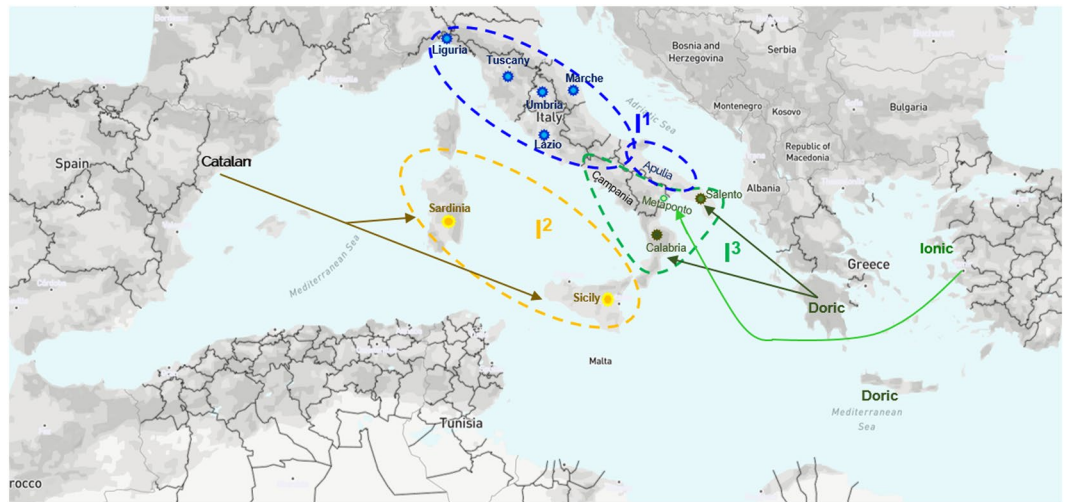 Liguria
Tuscany
Marche
Umbria
Italy
Lazio
Bosnia and
Herzegovina
Serbia
Adriatic Sea
I¹
Montenegro
Kosovo
Bulgaria
Republic of
Macedonia
Spain
Catalan
Apulia
Albania
Campania
Salento
Metaponto
Sardinia
I²
Calabria
I³
Ionic
Greece
Mediterranean Sea
Sicily
Doric
Malta
Doric
Mediterranean
Sea
Tunisia
rocco